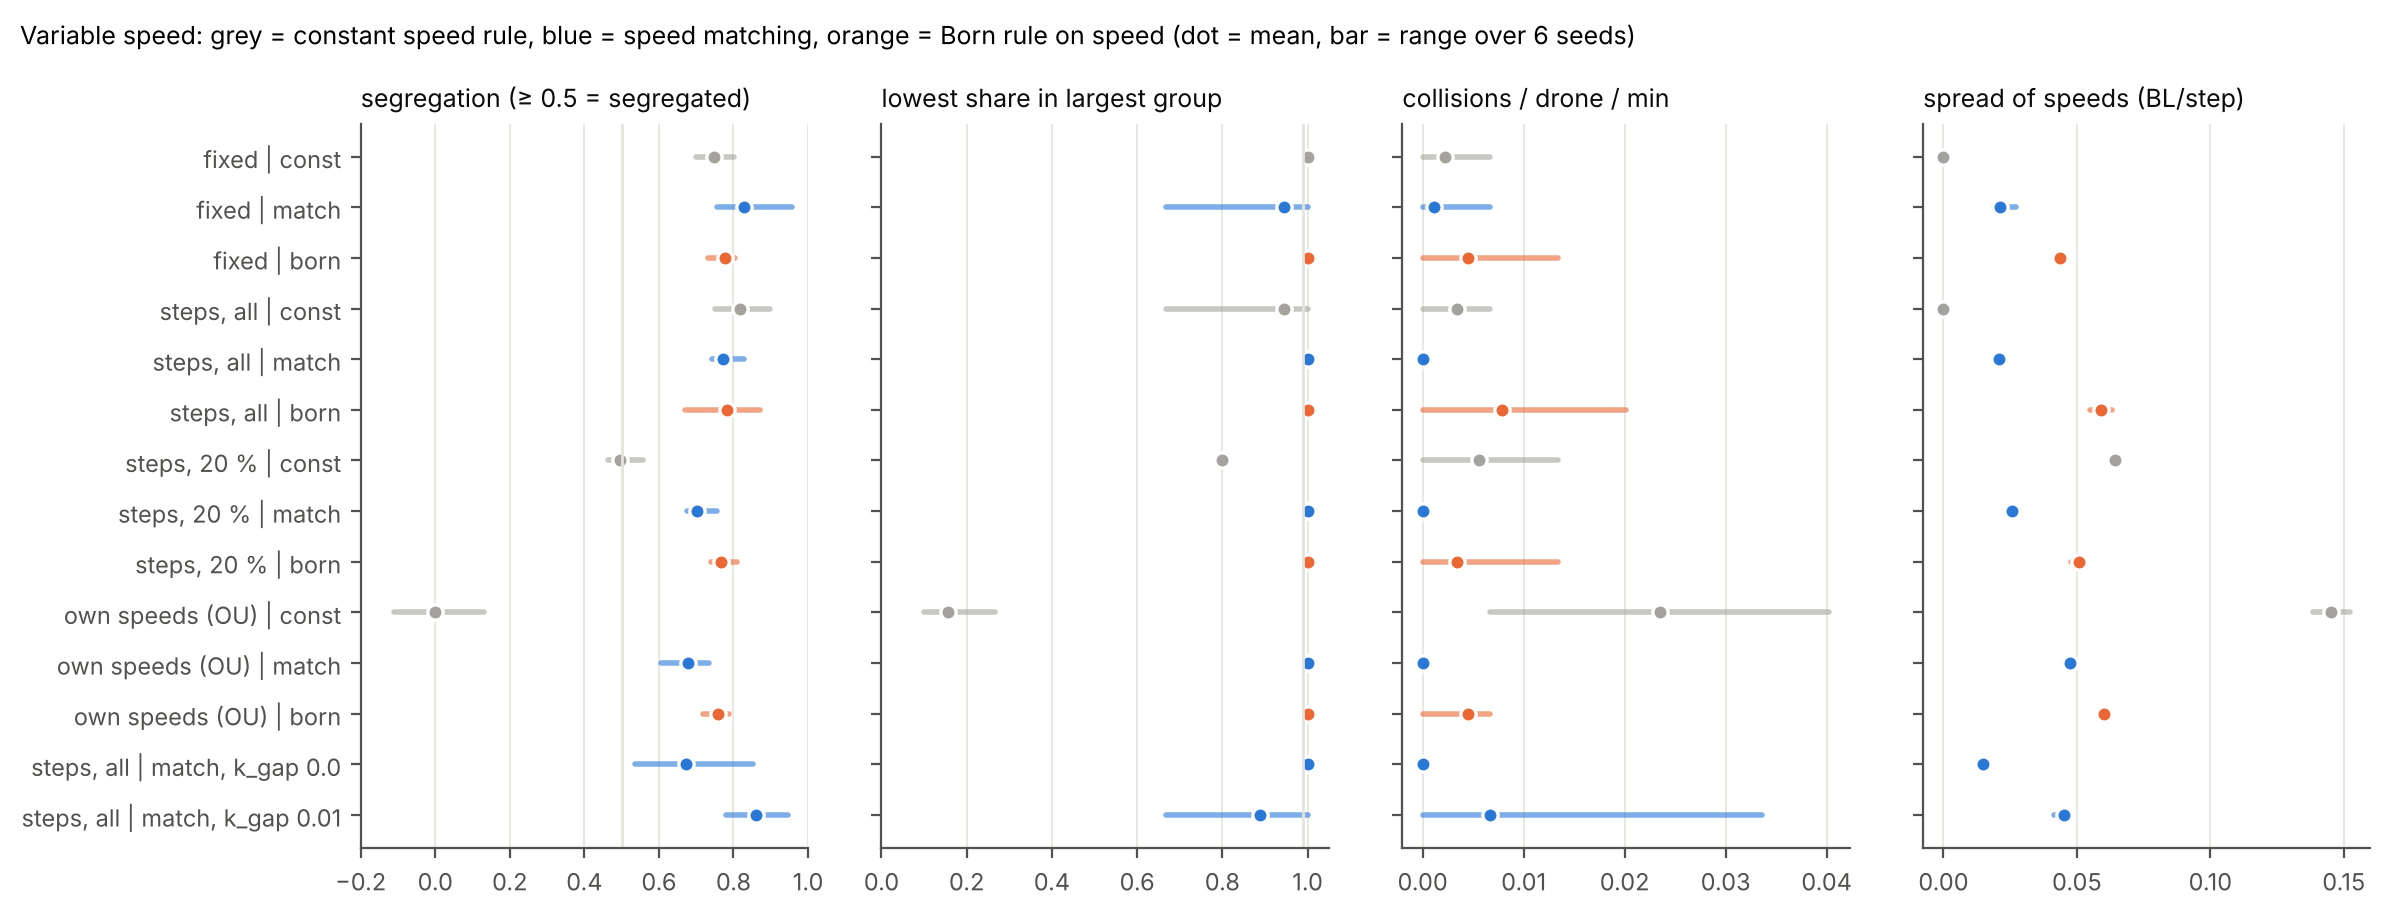 Variable speed: grey = constant speed rule, blue = speed matching, orange = Born rule on speed (dot = mean, bar = range over 6 seeds)
segregation (≥ 0.5 = segregated)
lowest share in largest group
collisions / drone / min
spread of speeds (BL/step)
fixed | const
fixed | match
fixed | born
steps, all | const
steps, all | match
steps, all | born
steps, 20 % | const
steps, 20 % | match
steps, 20 % | born
own speeds (OU) | const
own speeds (OU) | match
own speeds (OU) | born
steps, all | match, k_gap 0.0
steps, all | match, k_gap 0.01
−0.2 0.0 0.2 0.4 0.6 0.8 1.0
0.0 0.2 0.4 0.6 0.8 1.0
0.00 0.01 0.02 0.03 0.04
0.00 0.05 0.10 0.15